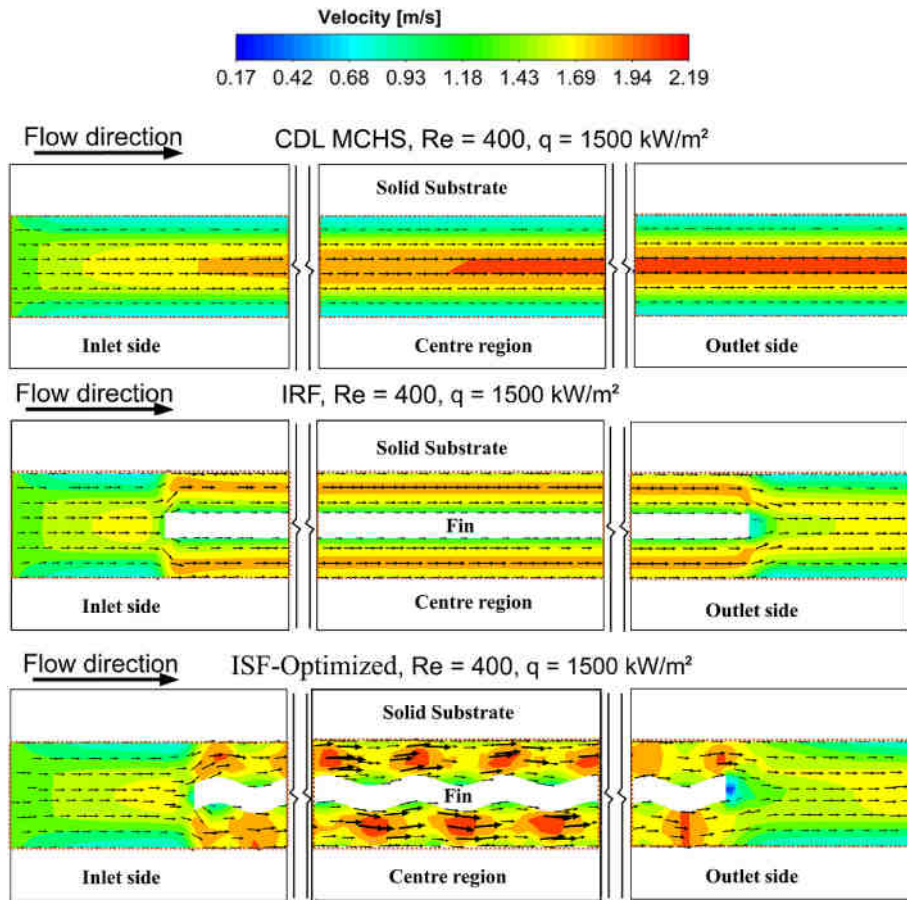 Velocity [m/s]
0.17 0.42 0.68 0.93 1.18 1.43 1.69 1.94 2.19
Flow direction
CDL MCHS, Re = 400, q = 1500 kW/m²
Solid Substrate
Inlet side
Centre region
Outlet side
Flow direction
IRF, Re = 400, q = 1500 kW/m²
Solid Substrate
Fin
Inlet side
Centre region
Outlet side
Flow direction
ISF-Optimized, Re = 400, q = 1500 kW/m²
Solid Substrate
Fin
Inlet side
Centre region
Outlet side